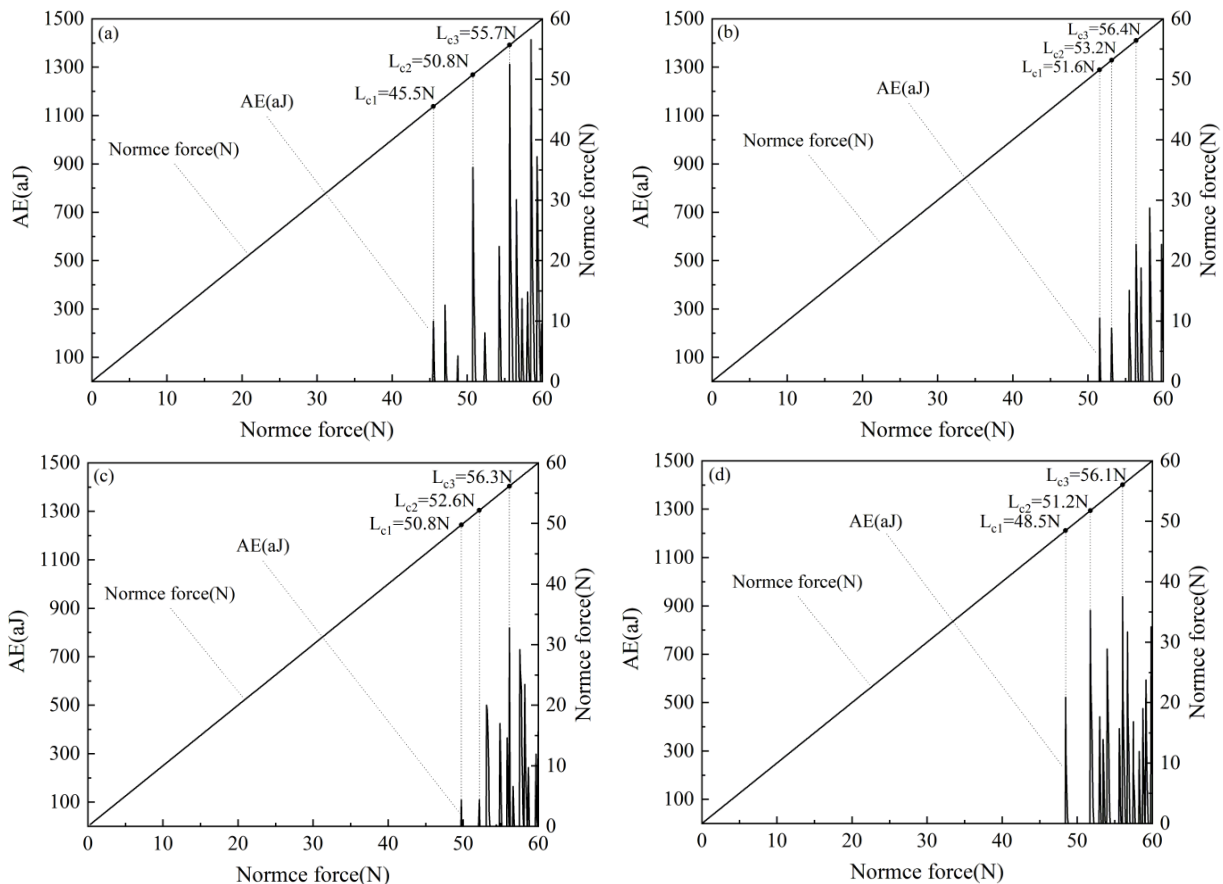 (a)
1500
1300
1100
900
700
500
300
100
AE(aJ)
60
50
40
30
20
10
0
Normce force(N)
Lc3=55.7N
Lc2=50.8N
Lc1=45.5N
AE(aJ)
Normce force(N)
0 10 20 30 40 50 60
Normce force(N)
(b)
1500
1300
1100
900
700
500
300
100
AE(aJ)
60
50
40
30
20
10
0
Normce force(N)
Lc3=56.4N
Lc2=53.2N
Lc1=51.6N
AE(aJ)
Normce force(N)
0 10 20 30 40 50 60
Normce force(N)
(c)
1500
1300
1100
900
700
500
300
100
AE(aJ)
60
50
40
30
20
10
0
Normce force(N)
Lc3=56.3N
Lc2=52.6N
Lc1=50.8N
AE(aJ)
Normce force(N)
0 10 20 30 40 50 60
Normce force(N)
(d)
1500
1300
1100
900
700
500
300
100
AE(aJ)
60
50
40
30
20
10
0
Normce force(N)
Lc3=56.1N
Lc2=51.2N
Lc1=48.5N
AE(aJ)
Normce force(N)
0 10 20 30 40 50 60
Normce force(N)